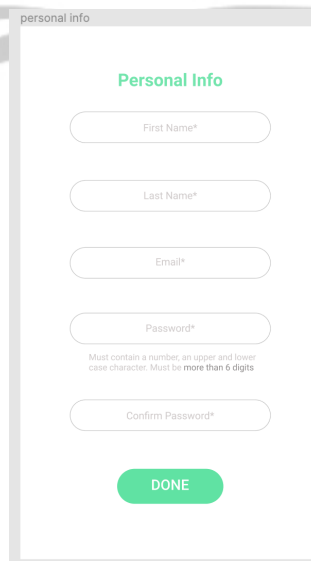 personal info
Personal Info
First Name*
Last Name*
Email*
Password*
Must contain a number, an upper and lower
case character. Must be more than 6 digits
Confirm Password*
DONE